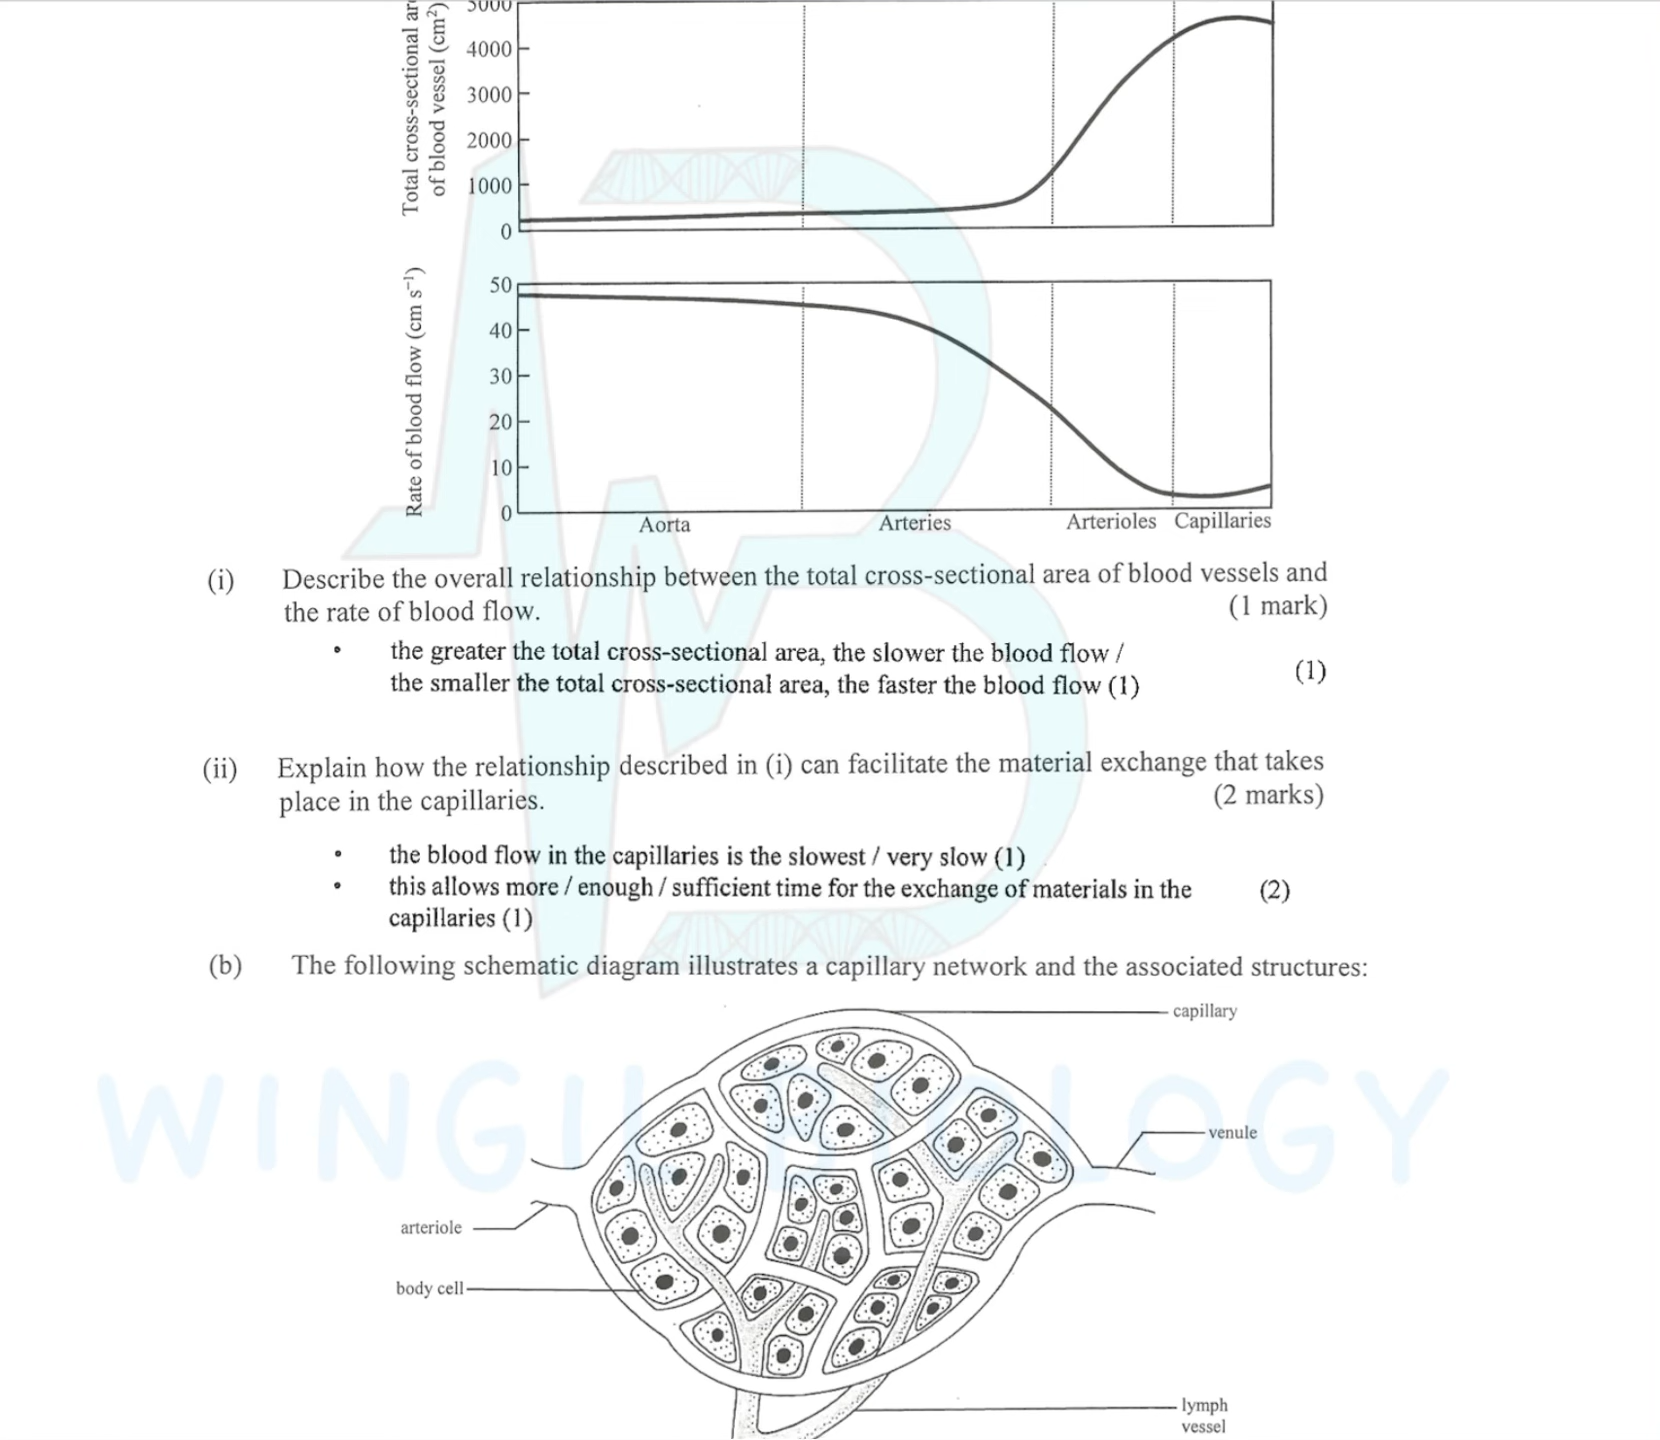 Total cross-sectional
of blood vessel (cm²)
5000
4000
3000
2000
1000
0
Rate of blood flow (cm s⁻¹)
50
40
30
20
10
0
Aorta Arteries Arterioles Capillaries
(i) Describe the overall relationship between the total cross-sectional area of blood vessels and
the rate of blood flow. (1 mark)
• the greater the total cross-sectional area, the slower the blood flow /
the smaller the total cross-sectional area, the faster the blood flow (1) (1)
(ii) Explain how the relationship described in (i) can facilitate the material exchange that takes
place in the capillaries. (2 marks)
• the blood flow in the capillaries is the slowest / very slow (1)
• this allows more / enough / sufficient time for the exchange of materials in the (2)
capillaries (1)
(b) The following schematic diagram illustrates a capillary network and the associated structures:
capillary
venule
arteriole
body cell
lymph
vessel